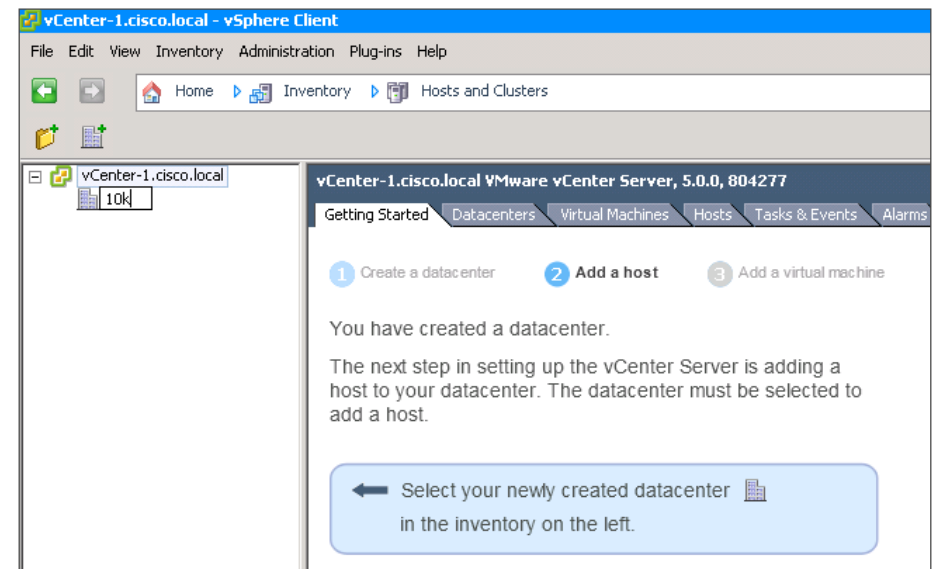 vCenter-1.cisco.local - vSphere Client
File Edit View Inventory Administration Plug-ins Help
Home Inventory Hosts and Clusters
vCenter-1.cisco.local
10k
vCenter-1.cisco.local VMware vCenter Server, 5.0.0, 804277
Getting Started Datacenters Virtual Machines Hosts Tasks & Events Alarms
1 Create a datacenter 2 Add a host 3 Add a virtual machine
You have created a datacenter.
The next step in setting up the vCenter Server is adding a
host to your datacenter. The datacenter must be selected to
add a host.
Select your newly created datacenter
in the inventory on the left.